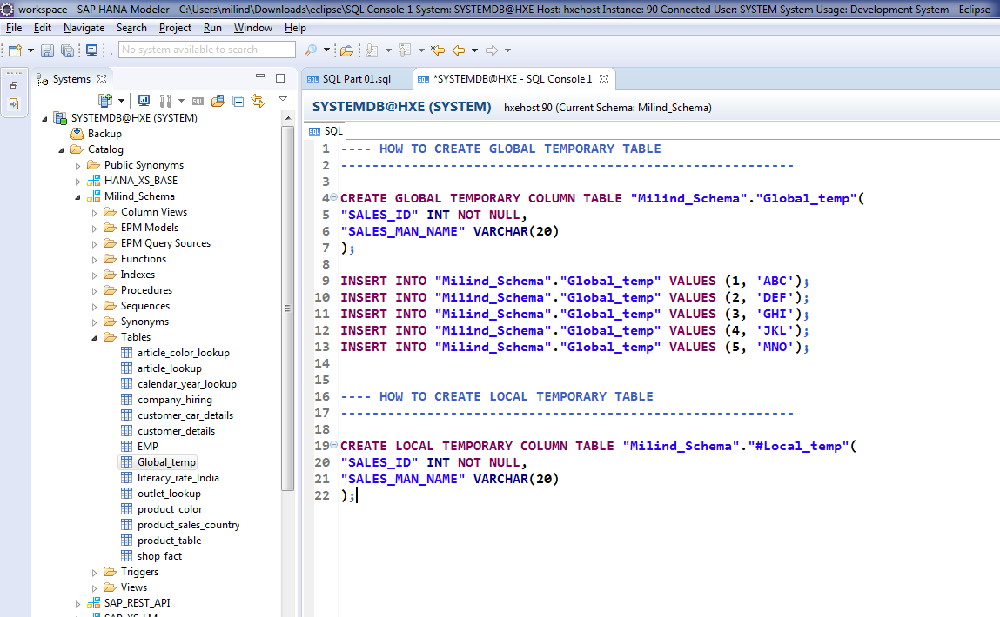 workspace - SAP HANA Modeler - C:\Users\milind\Downloads\eclipse\SQL Console 1 System: SYSTEMDB@HXE Host: hxehost Instance: 90 Connected User: SYSTEM System Usage: Development System - Eclipse
File Edit Navigate Search Project Run Window Help
No system available to search
Systems
SYSTEMDB@HXE (SYSTEM)
Backup
Catalog
Public Synonyms
HANA_XS_BASE
Milind_Schema
Column Views
EPM Models
EPM Query Sources
Functions
Indexes
Procedures
Sequences
Synonyms
Tables
article_color_lookup
article_lookup
calendar_year_lookup
company_hiring
customer_car_details
customer_details
EMP
Global_temp
literacy_rate_India
outlet_lookup
product_color
product_sales_country
product_table
shop_fact
Triggers
Views
SAP_REST_API
SQL Part 01.sql
*SYSTEMDB@HXE - SQL Console 1
SYSTEMDB@HXE (SYSTEM) hxehost 90 (Current Schema: Milind_Schema)
SQL
1 ---- HOW TO CREATE GLOBAL TEMPORARY TABLE
2 ----------------------------------------------------------
3
4 CREATE GLOBAL TEMPORARY COLUMN TABLE "Milind_Schema"."Global_temp"(
5 "SALES_ID" INT NOT NULL,
6 "SALES_MAN_NAME" VARCHAR(20)
7 );
8
9 INSERT INTO "Milind_Schema"."Global_temp" VALUES (1, 'ABC');
10 INSERT INTO "Milind_Schema"."Global_temp" VALUES (2, 'DEF');
11 INSERT INTO "Milind_Schema"."Global_temp" VALUES (3, 'GHI');
12 INSERT INTO "Milind_Schema"."Global_temp" VALUES (4, 'JKL');
13 INSERT INTO "Milind_Schema"."Global_temp" VALUES (5, 'MNO');
14
15
16 ---- HOW TO CREATE LOCAL TEMPORARY TABLE
17 ----------------------------------------------------------
18
19 CREATE LOCAL TEMPORARY COLUMN TABLE "Milind_Schema"."#Local_temp"(
20 "SALES_ID" INT NOT NULL,
21 "SALES_MAN_NAME" VARCHAR(20)
22 );